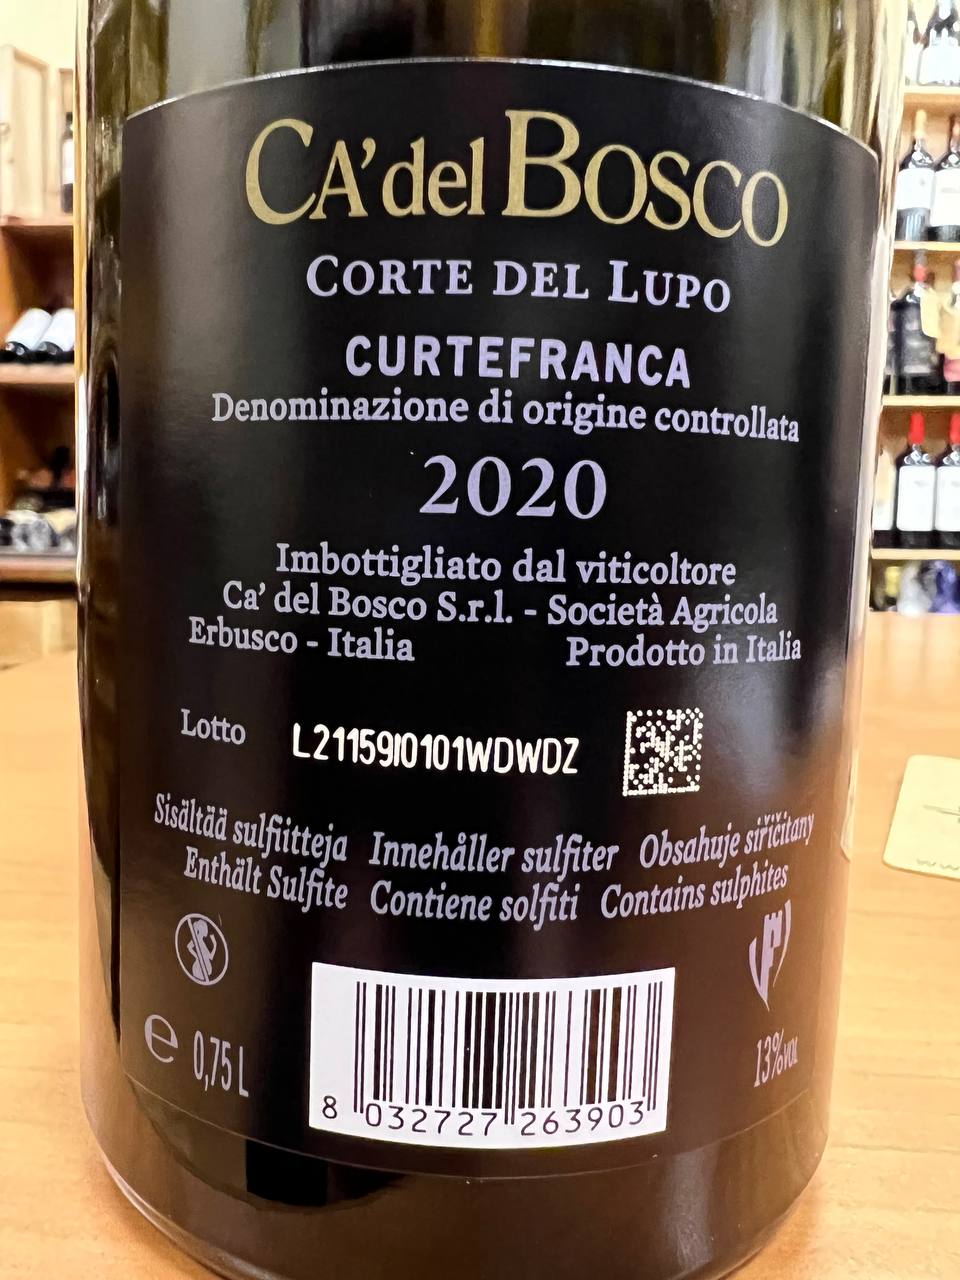 CA' del BOSCO
CORTE DEL LUPO
CURTEFRANCA
Denominazione di origine controllata
2020
Imbottigliato dal viticoltore
Ca' del Bosco S.r.l. - Società Agricola
Erbusco - Italia Prodotto in Italia
Lotto L21159I0101WDWDZ
Sisältää sulfiitteja Innehåller sulfiter Obsahuje siřičitany
Enthält Sulfite Contiene solfiti Contains sulphites
℮ 0,75 L 13%VOL
8 032727 263903